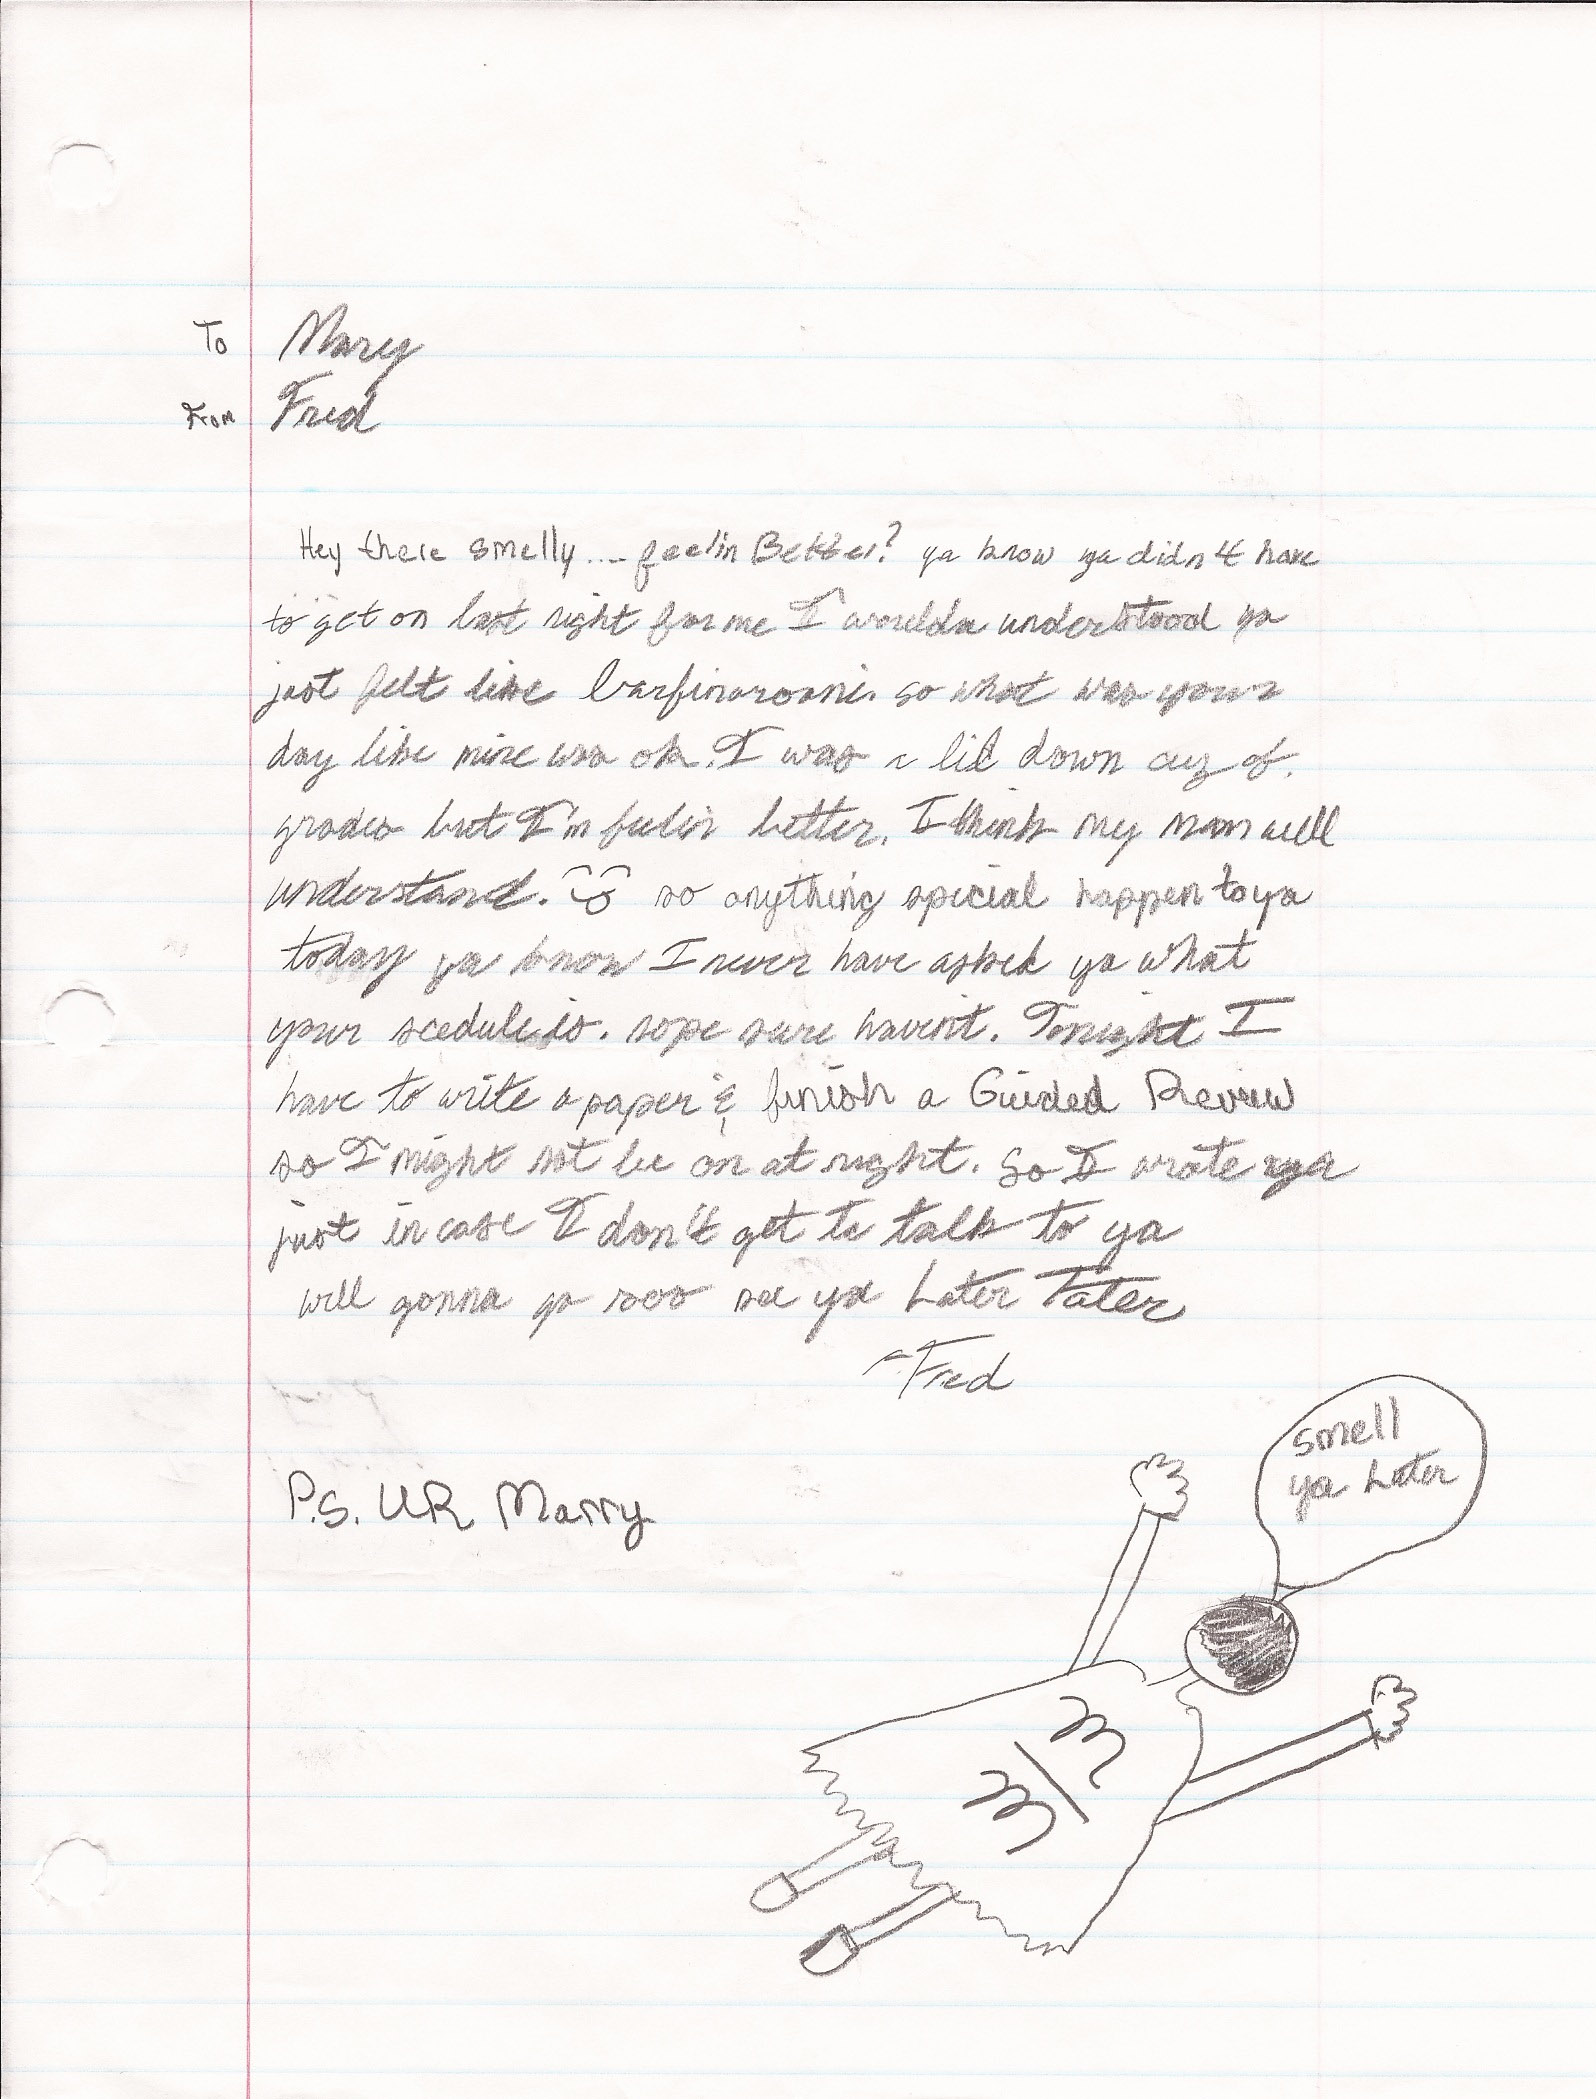 To Marcy
From Fred
Hey there smelly.... feelin Better? ya know ya didn't have
to get on last night for me I woulda understood ya
just felt like barfinaroani. so what was your
day like mine was ok. I was a lil down cuz of.
grades but I'm feelin better. I think my mom will
understand. so anything special happen to ya
today ya know I never have asked ya what
your scedule is. nope sure havent. Tonight I
have to write a paper & finish a Guided Review
so I might not be on at night. So I wrote ya
just in case I don't get to talk to ya
well gonna go soo see ya Later Tater
~Fred
smell
ya Later
P.S. UR Marry